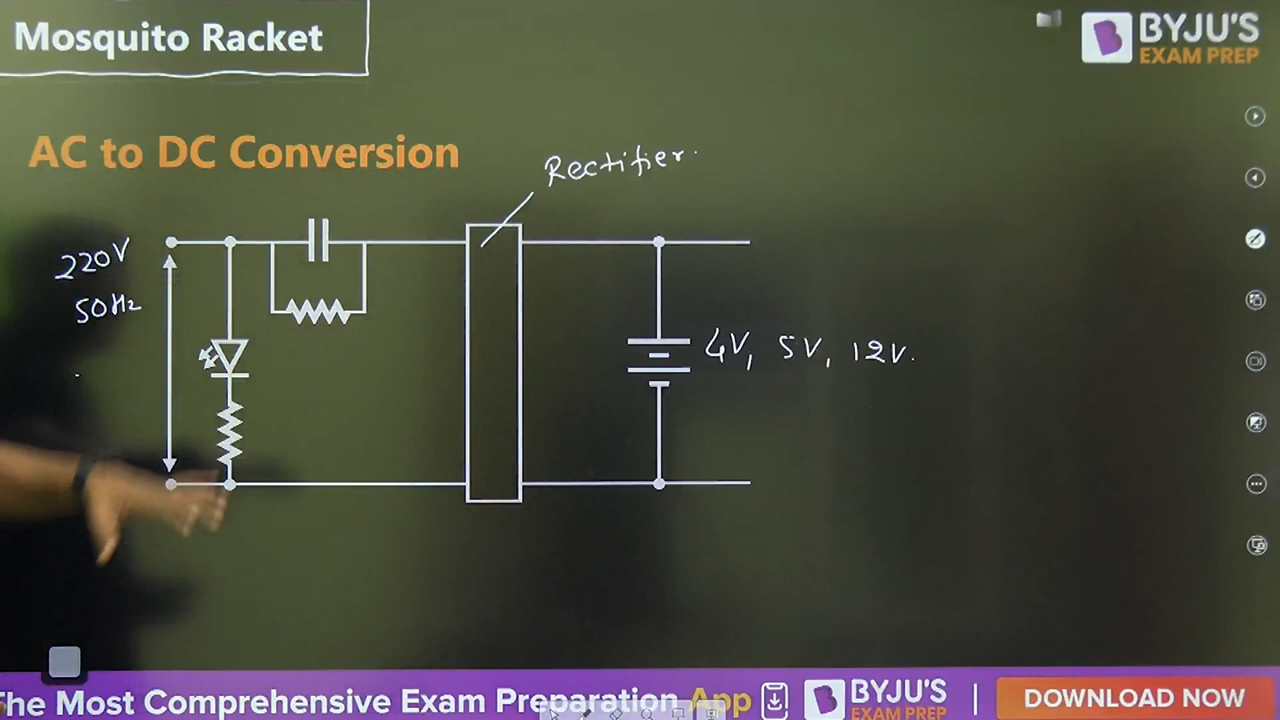 Mosquito Racket
BYJU'S
EXAM PREP
AC to DC Conversion
Rectifier.
220V
50Hz
4V, 5V, 12V.
The Most Comprehensive Exam Preparation App
BYJU'S
EXAM PREP
DOWNLOAD NOW